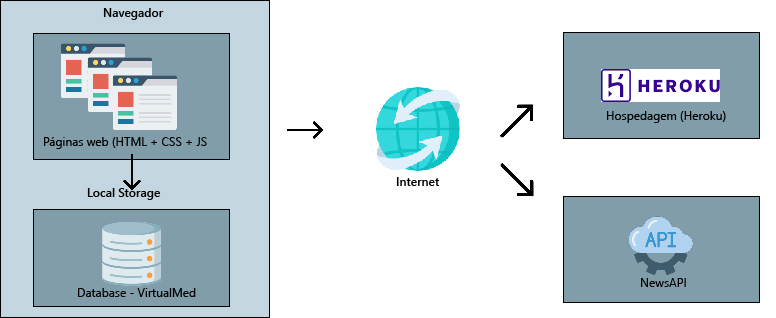 Navegador
Páginas web (HTML + CSS + JS
Local Storage
Database - VirtualMed
Internet
HEROKU
Hospedagem (Heroku)
API
NewsAPI